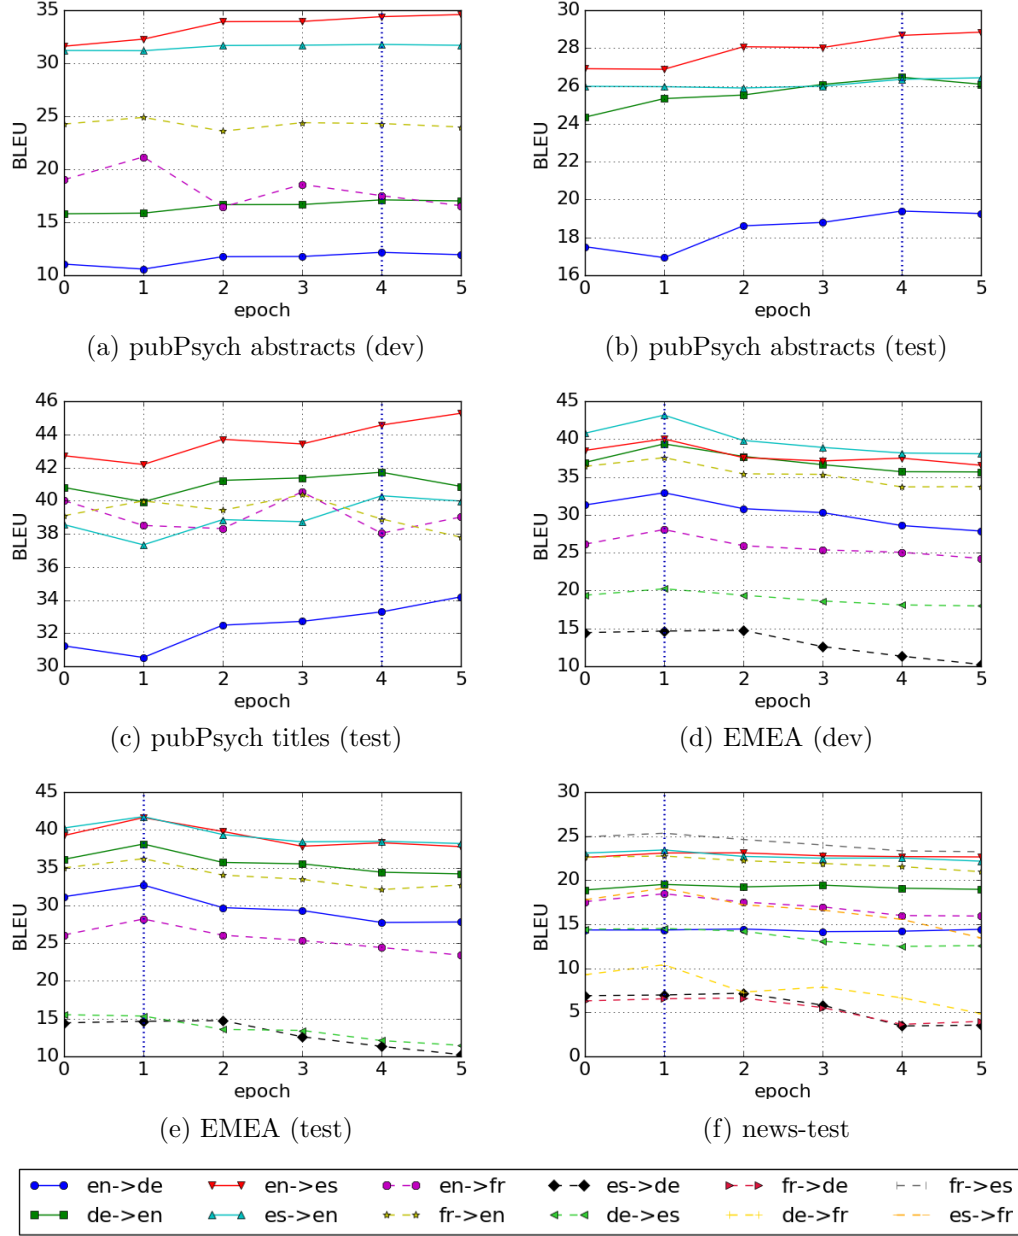 35
30
25
20
15
10
BLEU
0 1 2 3 4 5
epoch
(a) pubPsych abstracts (dev)
30
28
26
24
22
20
18
16
BLEU
0 1 2 3 4 5
epoch
(b) pubPsych abstracts (test)
46
44
42
40
38
36
34
32
30
BLEU
0 1 2 3 4 5
epoch
(c) pubPsych titles (test)
45
40
35
30
25
20
15
10
BLEU
0 1 2 3 4 5
epoch
(d) EMEA (dev)
45
40
35
30
25
20
15
10
BLEU
0 1 2 3 4 5
epoch
(e) EMEA (test)
30
25
20
15
10
5
0
BLEU
0 1 2 3 4 5
epoch
(f) news-test
en->de en->es en->fr es->de fr->de fr->es
de->en es->en fr->en de->es de->fr es->fr